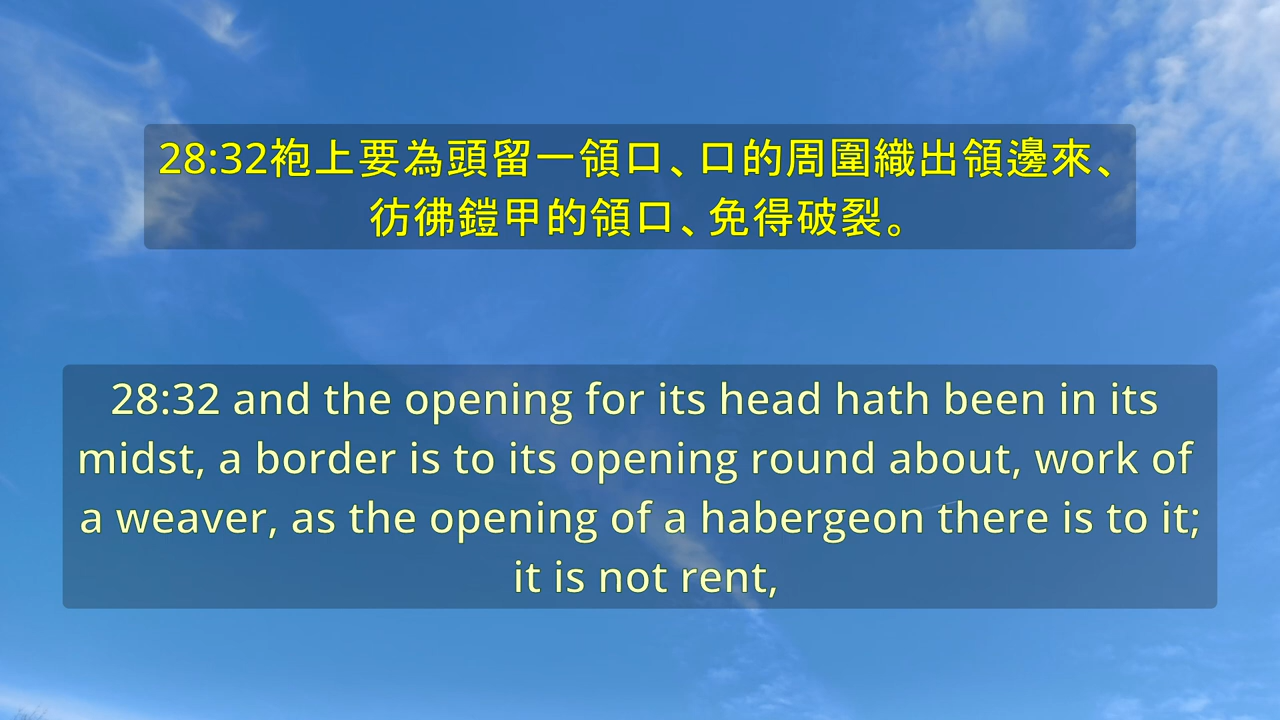 28:32袍上要為頭留一領口、口的周圍織出領邊來、
彷彿鎧甲的領口、免得破裂。
28:32 and the opening for its head hath been in its
midst, a border is to its opening round about, work of
a weaver, as the opening of a habergeon there is to it;
it is not rent,